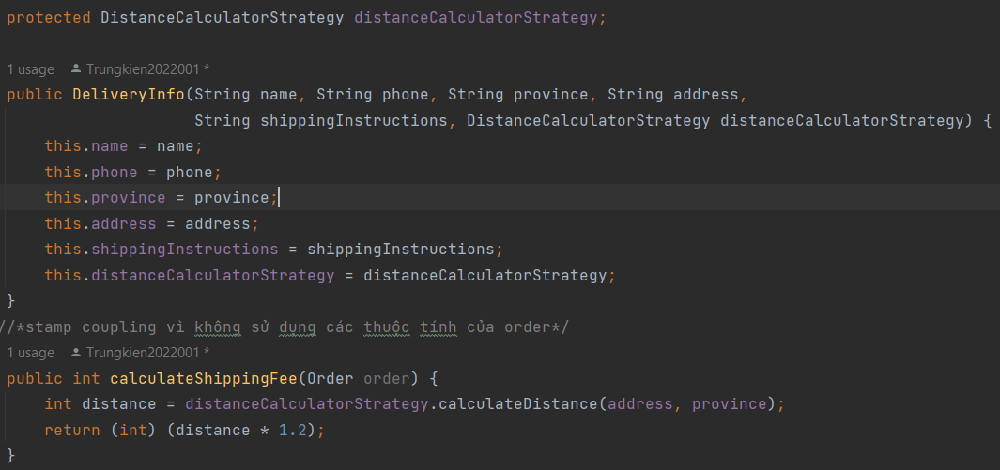 protected DistanceCalculatorStrategy distanceCalculatorStrategy;
1 usage Trungkien2022001 *
public DeliveryInfo(String name, String phone, String province, String address,
String shippingInstructions, DistanceCalculatorStrategy distanceCalculatorStrategy) {
this.name = name;
this.phone = phone;
this.province = province;
this.address = address;
this.shippingInstructions = shippingInstructions;
this.distanceCalculatorStrategy = distanceCalculatorStrategy;
}
//*stamp coupling vì không sử dụng các thuộc tính của order*/
1 usage Trungkien2022001 *
public int calculateShippingFee(Order order) {
int distance = distanceCalculatorStrategy.calculateDistance(address, province);
return (int) (distance * 1.2);
}